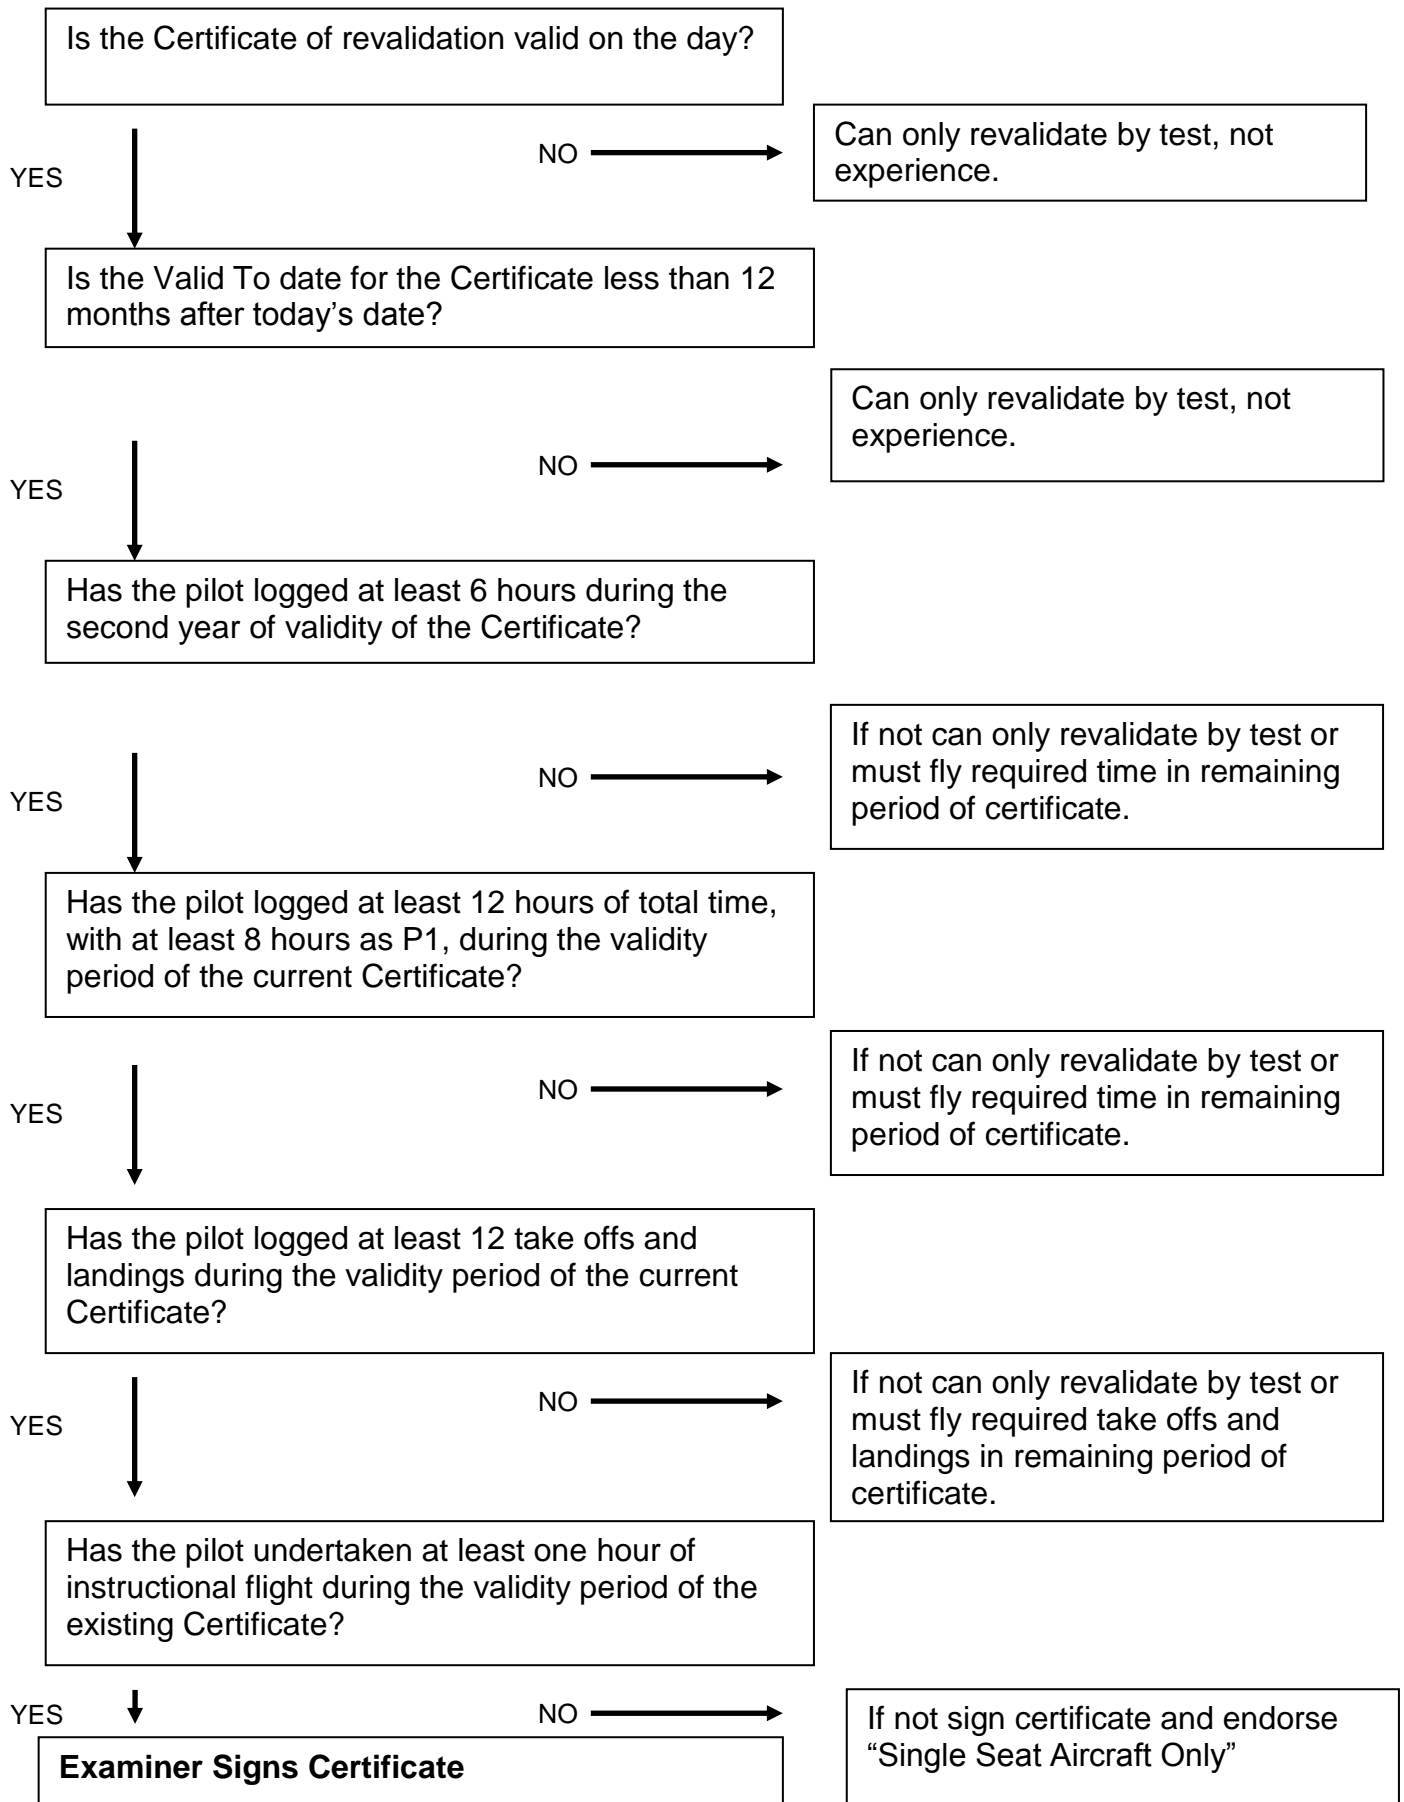 Is the Certificate of revalidation valid on the day?
YES
NO
Can only revalidate by test, not
experience.
Is the Valid To date for the Certificate less than 12
months after today’s date?
YES
NO
Can only revalidate by test, not
experience.
Has the pilot logged at least 6 hours during the
second year of validity of the Certificate?
YES
NO
If not can only revalidate by test or
must fly required time in remaining
period of certificate.
Has the pilot logged at least 12 hours of total time,
with at least 8 hours as P1, during the validity
period of the current Certificate?
YES
NO
If not can only revalidate by test or
must fly required time in remaining
period of certificate.
Has the pilot logged at least 12 take offs and
landings during the validity period of the current
Certificate?
YES
NO
If not can only revalidate by test or
must fly required take offs and
landings in remaining period of
certificate.
Has the pilot undertaken at least one hour of
instructional flight during the validity period of the
existing Certificate?
YES
NO
If not sign certificate and endorse
“Single Seat Aircraft Only”
Examiner Signs Certificate